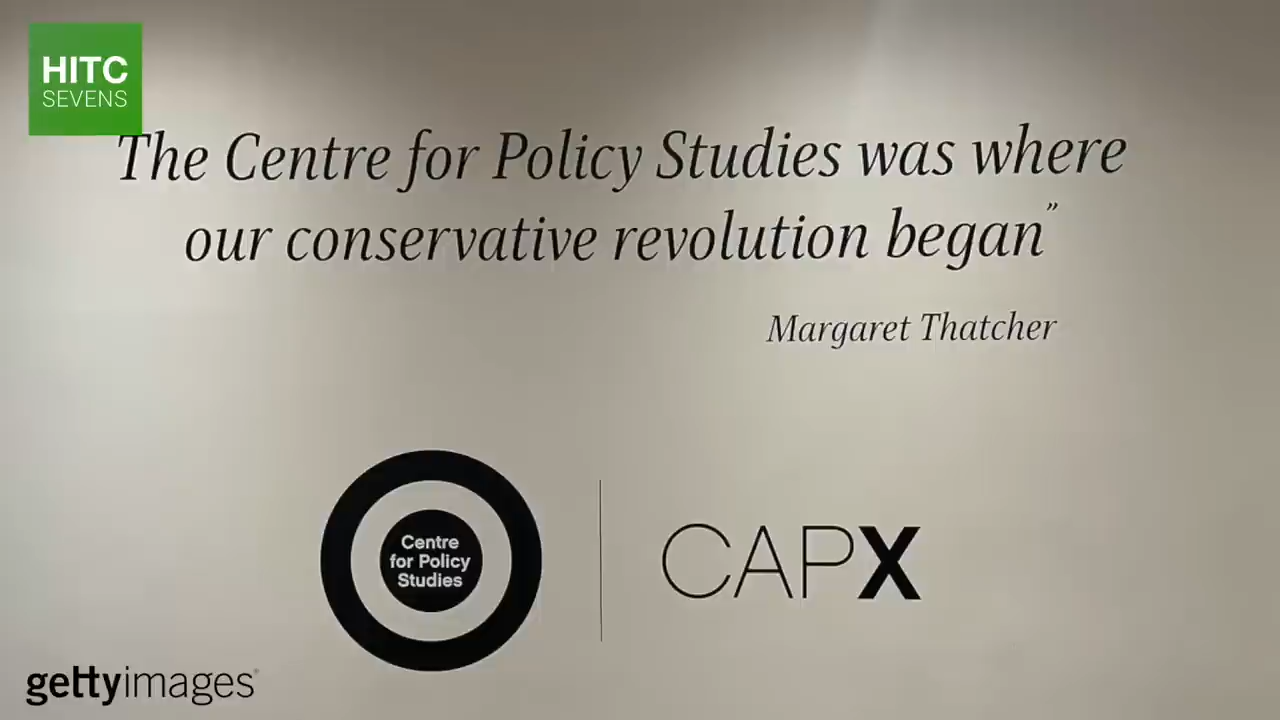 HITC
SEVENS
The Centre for Policy Studies was where
our conservative revolution began”
Margaret Thatcher
Centre
for Policy
Studies
CAPX
gettyimages®